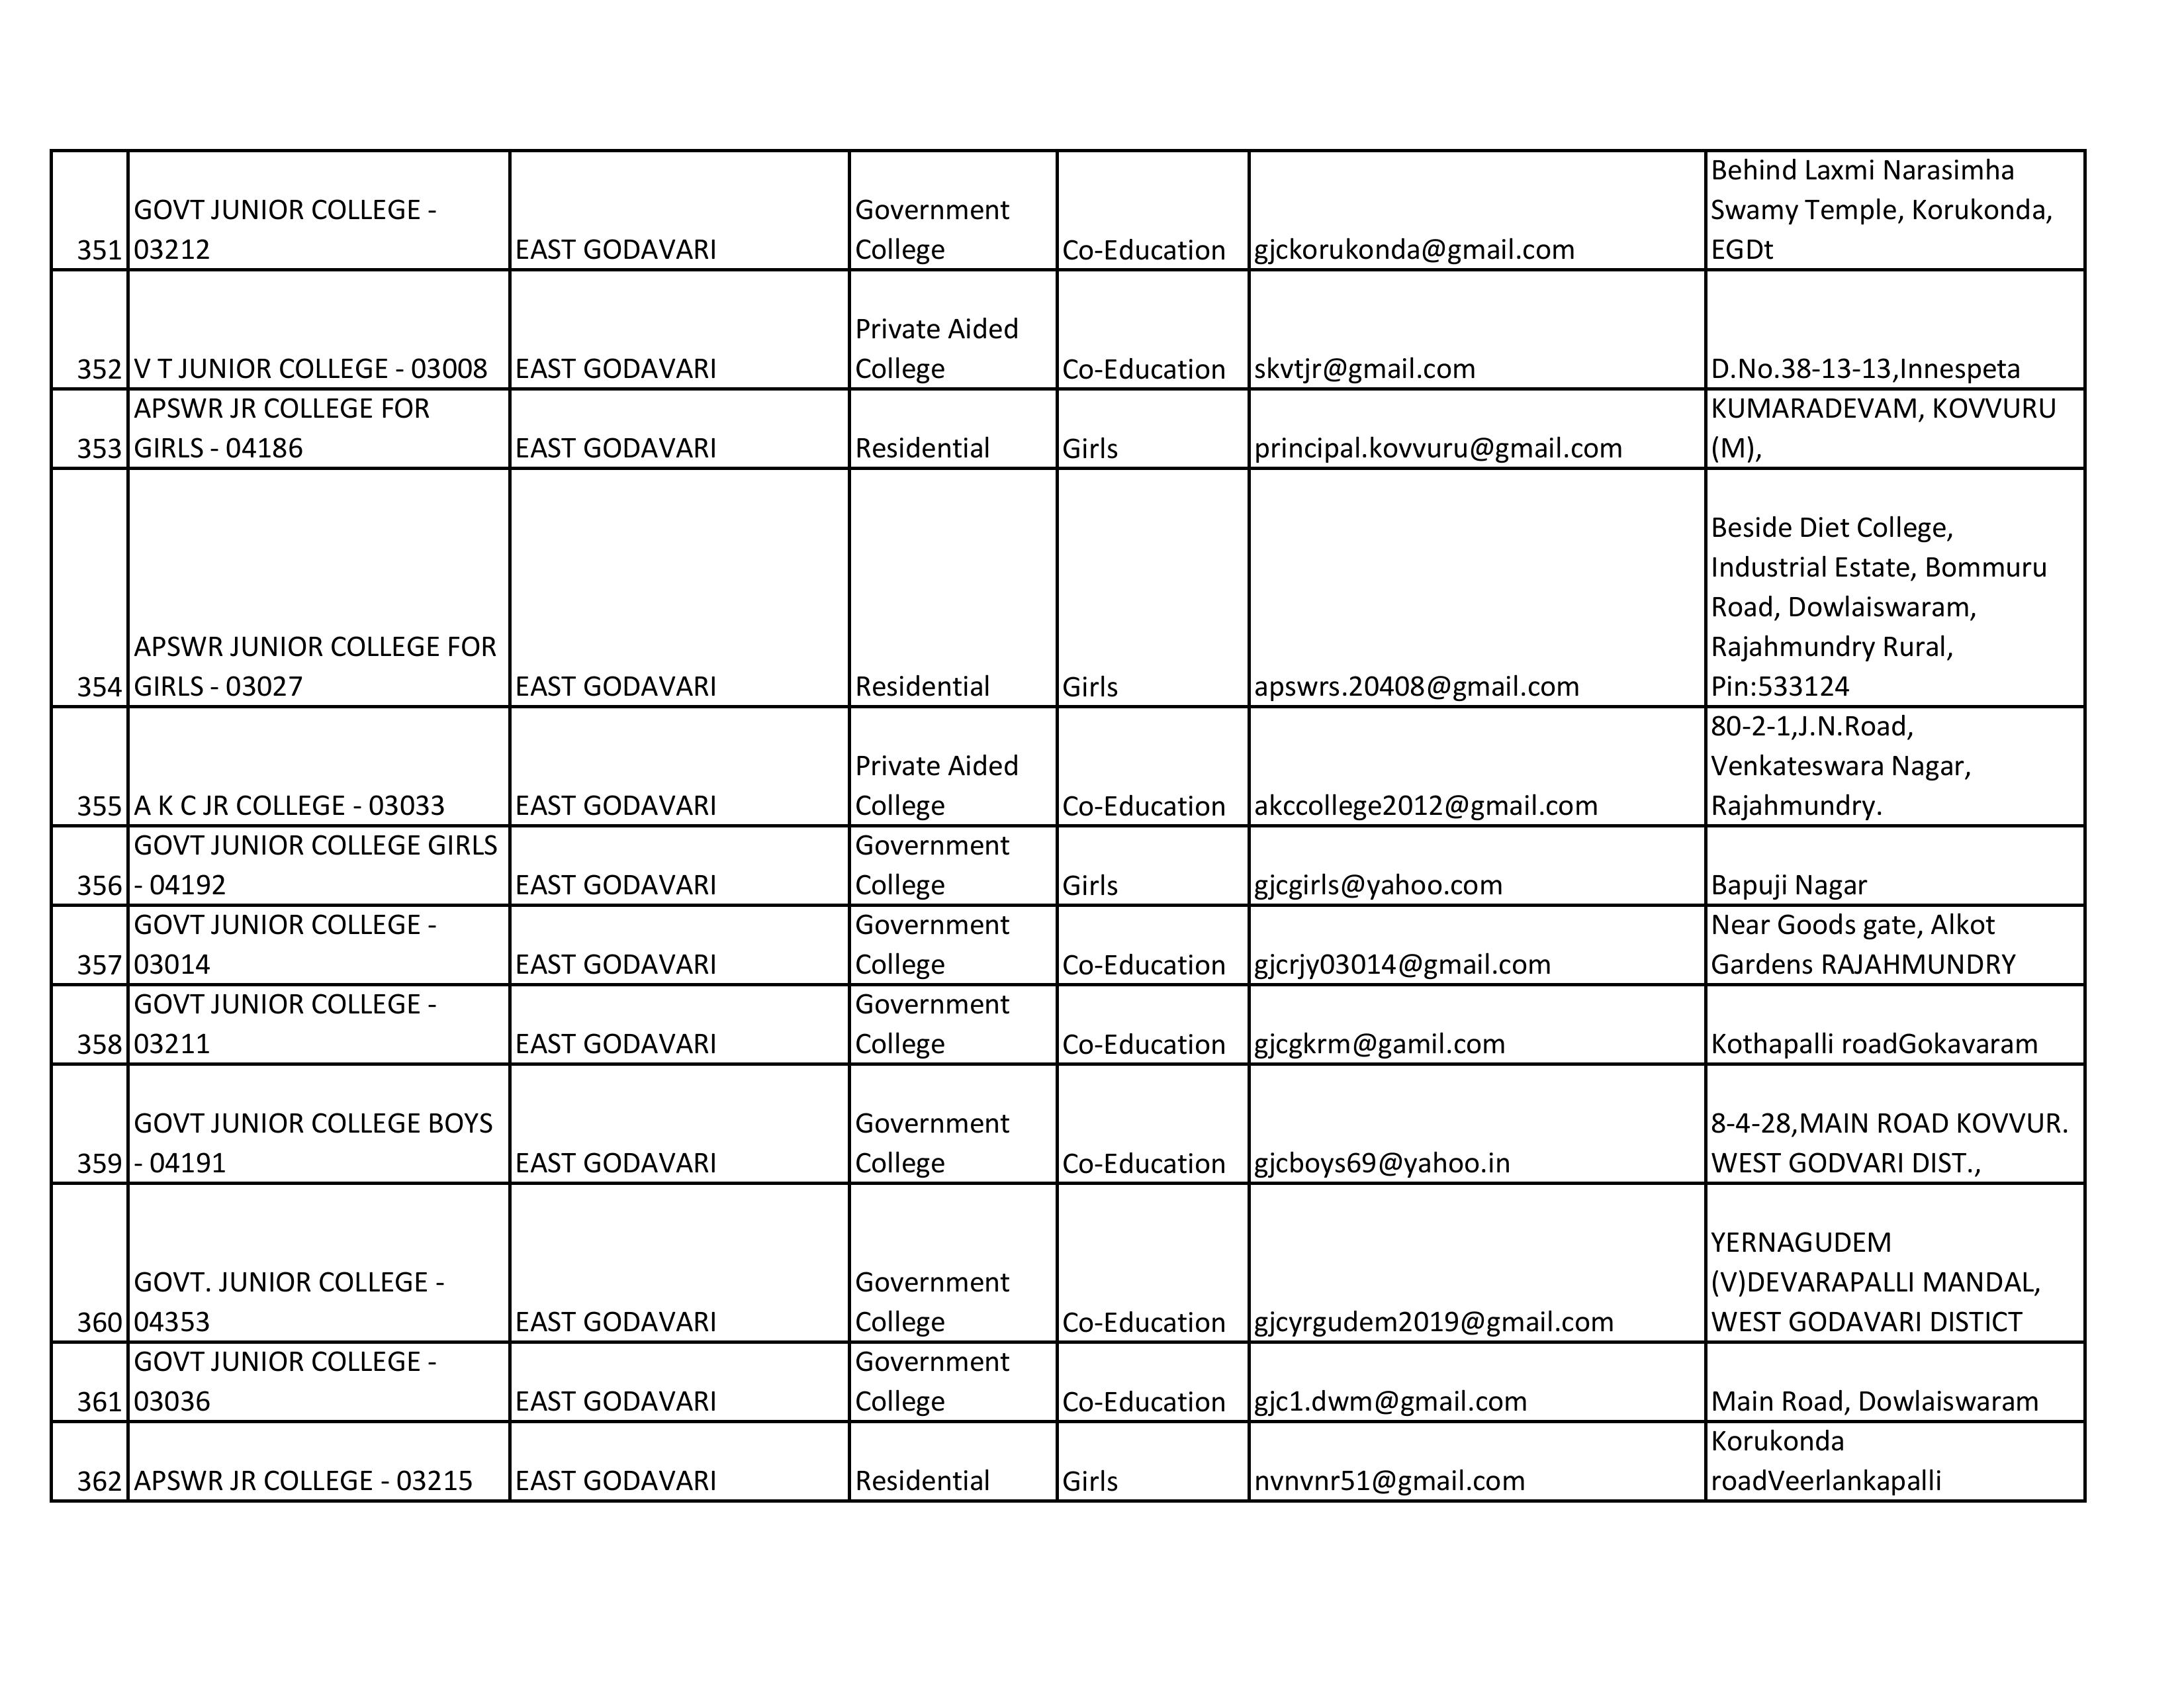 351 GOVT JUNIOR COLLEGE - 03212 EAST GODAVARI Government College Co-Education gjckorukonda@gmail.com Behind Laxmi Narasimha Swamy Temple, Korukonda, EGDt
352 V T JUNIOR COLLEGE - 03008 EAST GODAVARI Private Aided College Co-Education skvtjr@gmail.com D.No.38-13-13,Innespeta
353 APSWR JR COLLEGE FOR GIRLS - 04186 EAST GODAVARI Residential Girls principal.kovvuru@gmail.com KUMARADEVAM, KOVVURU (M),
354 APSWR JUNIOR COLLEGE FOR GIRLS - 03027 EAST GODAVARI Residential Girls apswrs.20408@gmail.com Beside Diet College, Industrial Estate, Bommuru Road, Dowlaiswaram, Rajahmundry Rural, Pin:533124
355 A K C JR COLLEGE - 03033 EAST GODAVARI Private Aided College Co-Education akccollege2012@gmail.com 80-2-1,J.N.Road, Venkateswara Nagar, Rajahmundry.
356 GOVT JUNIOR COLLEGE GIRLS - 04192 EAST GODAVARI Government College Girls gjcgirls@yahoo.com Bapuji Nagar
357 GOVT JUNIOR COLLEGE - 03014 EAST GODAVARI Government College Co-Education gjcrjy03014@gmail.com Near Goods gate, Alkot Gardens RAJAHMUNDRY
358 GOVT JUNIOR COLLEGE - 03211 EAST GODAVARI Government College Co-Education gjcgkrm@gamil.com Kothapalli roadGokavaram
359 GOVT JUNIOR COLLEGE BOYS - 04191 EAST GODAVARI Government College Co-Education gjcboys69@yahoo.in 8-4-28,MAIN ROAD KOVVUR. WEST GODVARI DIST.,
360 GOVT. JUNIOR COLLEGE - 04353 EAST GODAVARI Government College Co-Education gjcyrgudem2019@gmail.com YERNAGUDEM (V)DEVARAPALLI MANDAL, WEST GODAVARI DISTICT
361 GOVT JUNIOR COLLEGE - 03036 EAST GODAVARI Government College Co-Education gjc1.dwm@gmail.com Main Road, Dowlaiswaram
362 APSWR JR COLLEGE - 03215 EAST GODAVARI Residential Girls nvnvnr51@gmail.com Korukonda roadVeerlankapalli